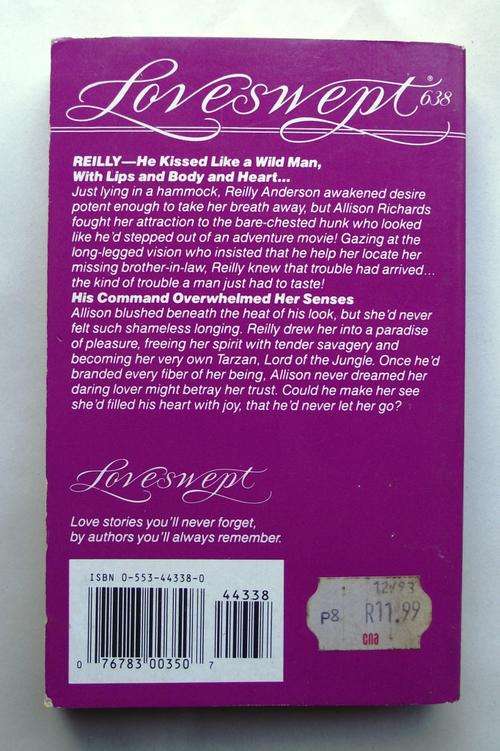 Loveswept® 638
REILLY—He Kissed Like a Wild Man,
With Lips and Body and Heart...
Just lying in a hammock, Reilly Anderson awakened desire
potent enough to take her breath away, but Allison Richards
fought her attraction to the bare-chested hunk who looked
like he'd stepped out of an adventure movie! Gazing at the
long-legged vision who insisted that he help her locate her
missing brother-in-law, Reilly knew that trouble had arrived...
the kind of trouble a man just had to taste!
His Command Overwhelmed Her Senses
Allison blushed beneath the heat of his look, but she'd never
felt such shameless longing. Reilly drew her into a paradise
of pleasure, freeing her spirit with tender savagery and
becoming her very own Tarzan, Lord of the Jungle. Once he'd
branded every fiber of her being, Allison never dreamed her
daring lover might betray her trust. Could he make her see
she'd filled his heart with joy, that he'd never let her go?
Loveswept
Love stories you'll never forget,
by authors you'll always remember.
ISBN 0-553-44338-0
44338
0 76783 00350 7
12/93
P8 R11.99
cna